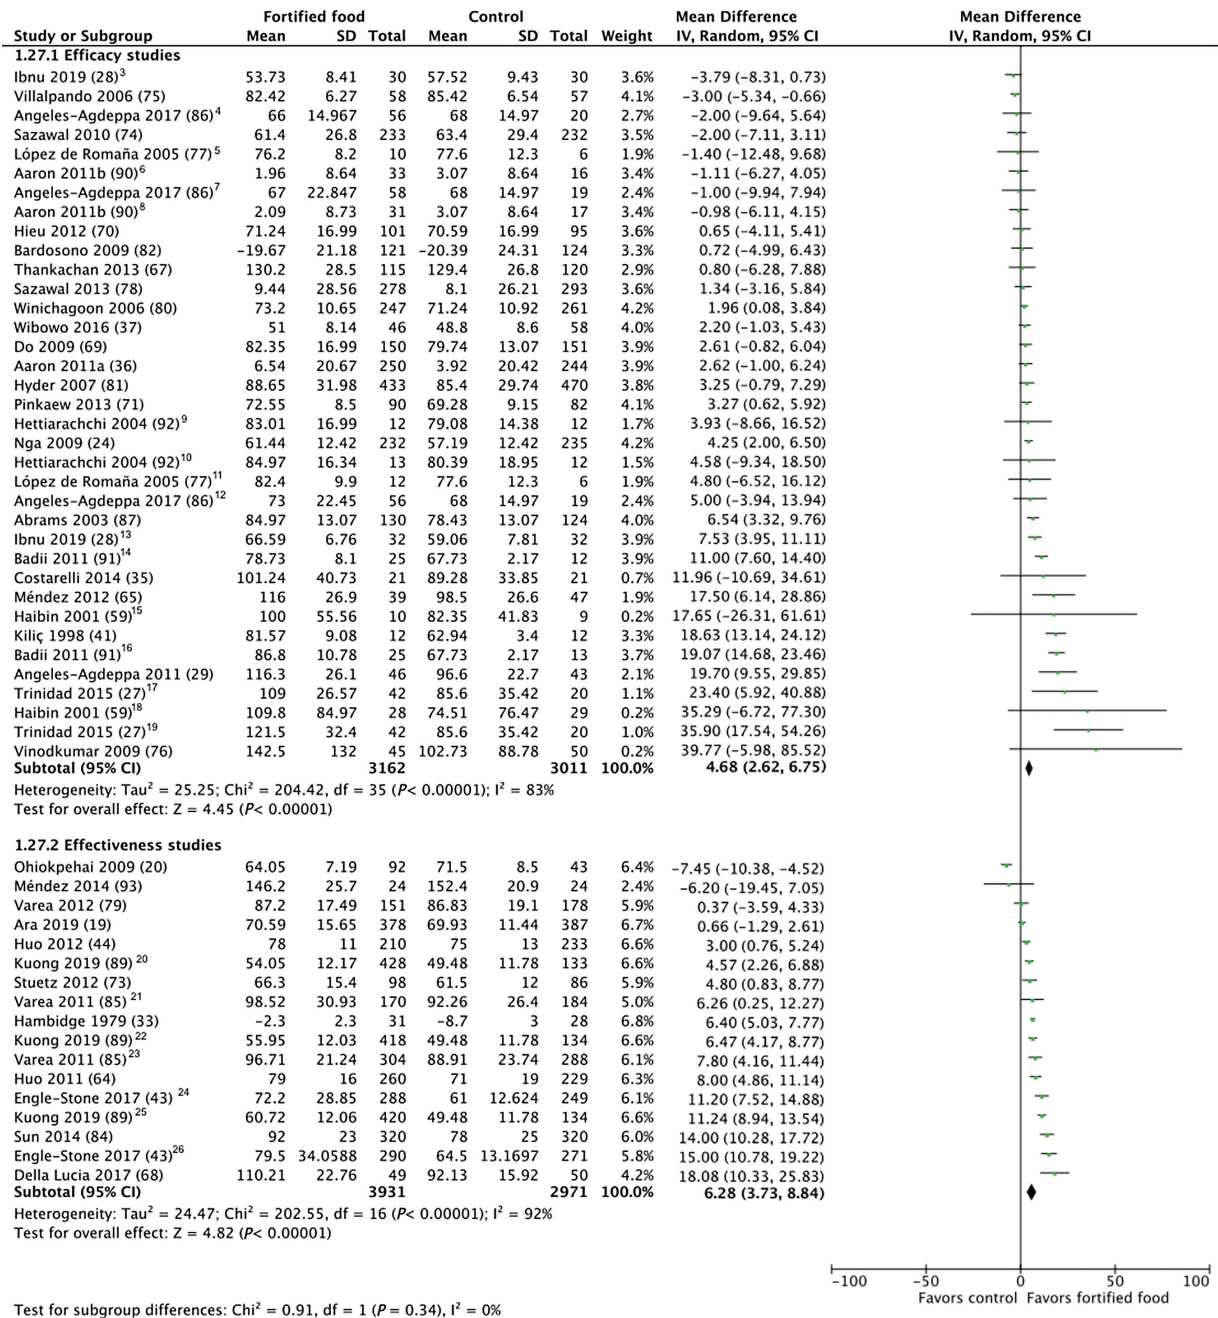 Fortified food Control Mean Difference Mean Difference
Study or Subgroup Mean SD Total Mean SD Total Weight IV, Random, 95% CI IV, Random, 95% CI
1.27.1 Efficacy studies
Ibnu 2019 (28)³ 53.73 8.41 30 57.52 9.43 30 3.6% −3.79 (−8.31, 0.73)
Villalpando 2006 (75) 82.42 6.27 58 85.42 6.54 57 4.1% −3.00 (−5.34, −0.66)
Angeles-Agdeppa 2017 (86)⁴ 66 14.967 56 68 14.97 20 2.7% −2.00 (−9.64, 5.64)
Sazawal 2010 (74) 61.4 26.8 233 63.4 29.4 232 3.5% −2.00 (−7.11, 3.11)
López de Romaña 2005 (77)⁵ 76.2 8.2 10 77.6 12.3 6 1.9% −1.40 (−12.48, 9.68)
Aaron 2011b (90)⁶ 1.96 8.64 33 3.07 8.64 16 3.4% −1.11 (−6.27, 4.05)
Angeles-Agdeppa 2017 (86)⁷ 67 22.847 58 68 14.97 19 2.4% −1.00 (−9.94, 7.94)
Aaron 2011b (90)⁸ 2.09 8.73 31 3.07 8.64 17 3.4% −0.98 (−6.11, 4.15)
Hieu 2012 (70) 71.24 16.99 101 70.59 16.99 95 3.6% 0.65 (−4.11, 5.41)
Bardosono 2009 (82) −19.67 21.18 121 −20.39 24.31 124 3.3% 0.72 (−4.99, 6.43)
Thankachan 2013 (67) 130.2 28.5 115 129.4 26.8 120 2.9% 0.80 (−6.28, 7.88)
Sazawal 2013 (78) 9.44 28.56 278 8.1 26.21 293 3.6% 1.34 (−3.16, 5.84)
Winichagoon 2006 (80) 73.2 10.65 247 71.24 10.92 261 4.2% 1.96 (0.08, 3.84)
Wibowo 2016 (37) 51 8.14 46 48.8 8.6 58 4.0% 2.20 (−1.03, 5.43)
Do 2009 (69) 82.35 16.99 150 79.74 13.07 151 3.9% 2.61 (−0.82, 6.04)
Aaron 2011a (36) 6.54 20.67 250 3.92 20.42 244 3.9% 2.62 (−1.00, 6.24)
Hyder 2007 (81) 88.65 31.98 433 85.4 29.74 470 3.8% 3.25 (−0.79, 7.29)
Pinkaew 2013 (71) 72.55 8.5 90 69.28 9.15 82 4.1% 3.27 (0.62, 5.92)
Hettiarachchi 2004 (92)⁹ 83.01 16.99 12 79.08 14.38 12 1.7% 3.93 (−8.66, 16.52)
Nga 2009 (24) 61.44 12.42 232 57.19 12.42 235 4.2% 4.25 (2.00, 6.50)
Hettiarachchi 2004 (92)¹⁰ 84.97 16.34 13 80.39 18.95 12 1.5% 4.58 (−9.34, 18.50)
López de Romaña 2005 (77)¹¹ 82.4 9.9 12 77.6 12.3 6 1.9% 4.80 (−6.52, 16.12)
Angeles-Agdeppa 2017 (86)¹² 73 22.45 56 68 14.97 19 2.4% 5.00 (−3.94, 13.94)
Abrams 2003 (87) 84.97 13.07 130 78.43 13.07 124 4.0% 6.54 (3.32, 9.76)
Ibnu 2019 (28)¹³ 66.59 6.76 32 59.06 7.81 32 3.9% 7.53 (3.95, 11.11)
Badii 2011 (91)¹⁴ 78.73 8.1 25 67.73 2.17 12 3.9% 11.00 (7.60, 14.40)
Costarelli 2014 (35) 101.24 40.73 21 89.28 33.85 21 0.7% 11.96 (−10.69, 34.61)
Méndez 2012 (65) 116 26.9 39 98.5 26.6 47 2.1% 17.50 (6.14, 28.86)
Haibin 2001 (59)¹⁵ 100 55.56 10 82.35 41.83 9 0.2% 17.65 (−26.31, 61.61)
Kiliç 1998 (41) 81.57 9.08 12 62.94 3.4 12 3.3% 18.63 (13.14, 24.12)
Badii 2011 (91)¹⁶ 86.8 10.78 25 67.73 2.17 13 3.7% 19.07 (14.68, 23.46)
Angeles-Agdeppa 2011 (29) 116.3 26.1 46 96.6 22.7 43 2.1% 19.70 (9.55, 29.85)
Trinidad 2015 (27)¹⁷ 109 26.57 42 85.6 35.42 20 1.1% 23.40 (5.92, 40.88)
Haibin 2001 (59)¹⁸ 109.8 84.97 28 74.51 76.47 29 0.2% 35.29 (−6.72, 77.30)
Trinidad 2015 (27)¹⁹ 121.5 32.4 42 85.6 35.42 20 1.0% 35.90 (17.54, 54.26)
Vinodkumar 2009 (76) 142.5 132 45 102.73 88.78 50 0.2% 39.77 (−5.98, 85.52)
Subtotal (95% CI) 3162 3011 100.0% 4.68 (2.62, 6.75)
Heterogeneity: Tau² = 25.25; Chi² = 204.42, df = 35 (P< 0.00001); I² = 83%
Test for overall effect: Z = 4.45 (P< 0.00001)
1.27.2 Effectiveness studies
Ohiokpehai 2009 (20) 64.05 7.19 92 71.5 8.5 43 6.4% −7.45 (−10.38, −4.52)
Méndez 2014 (93) 146.2 25.7 24 152.4 20.9 24 2.4% −6.20 (−19.45, 7.05)
Varea 2012 (79) 87.2 17.49 151 86.83 19.1 178 5.9% 0.37 (−3.59, 4.33)
Ara 2019 (19) 70.59 15.65 378 69.93 11.44 387 6.7% 0.66 (−1.29, 2.61)
Huo 2012 (44) 78 11 210 75 13 233 6.6% 3.00 (0.76, 5.24)
Kuong 2019 (89) ²⁰ 54.05 12.17 428 49.48 11.78 133 6.6% 4.57 (2.26, 6.88)
Stuetz 2012 (73) 66.3 15.4 98 61.5 12 86 5.9% 4.80 (0.83, 8.77)
Varea 2011 (85) ²¹ 98.52 30.93 170 92.26 26.4 184 5.0% 6.26 (0.25, 12.27)
Hambidge 1979 (33) −2.3 2.3 31 −8.7 3 28 6.8% 6.40 (5.03, 7.77)
Kuong 2019 (89)²² 55.95 12.03 418 49.48 11.78 134 6.6% 6.47 (4.17, 8.77)
Varea 2011 (85)²³ 96.71 21.24 304 88.91 23.74 288 6.1% 7.80 (4.16, 11.44)
Huo 2011 (64) 79 16 260 71 19 229 6.3% 8.00 (4.86, 11.14)
Engle-Stone 2017 (43) ²⁴ 72.2 28.85 288 61 12.624 249 6.1% 11.20 (7.52, 14.88)
Kuong 2019 (89)²⁵ 60.72 12.06 420 49.48 11.78 134 6.6% 11.24 (8.94, 13.54)
Sun 2014 (84) 92 23 320 78 25 320 6.0% 14.00 (10.28, 17.72)
Engle-Stone 2017 (43)²⁶ 79.5 34.0588 290 64.5 13.1697 271 5.8% 15.00 (10.78, 19.22)
Della Lucia 2017 (68) 110.21 22.76 49 92.13 15.92 50 4.2% 18.08 (10.33, 25.83)
Subtotal (95% CI) 3931 2971 100.0% 6.28 (3.73, 8.84)
Heterogeneity: Tau² = 24.47; Chi² = 202.55, df = 16 (P< 0.00001); I² = 92%
Test for overall effect: Z = 4.82 (P< 0.00001)
−100 −50 0 50 100
Favors control Favors fortified food
Test for subgroup differences: Chi² = 0.91, df = 1 (P = 0.34), I² = 0%